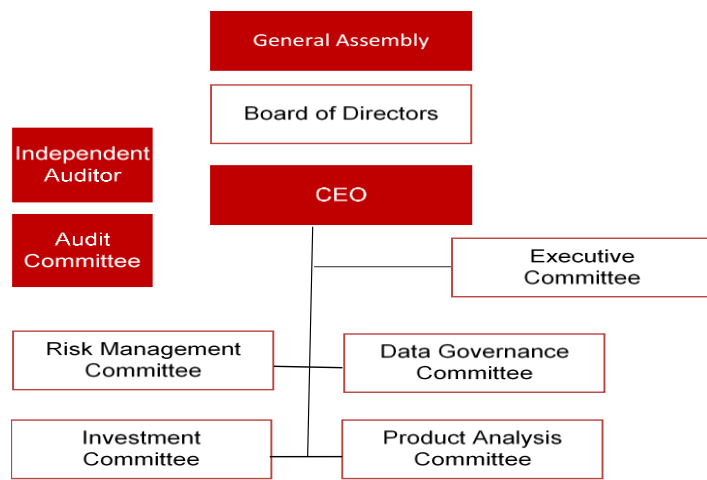 General Assembly
Board of Directors
Independent
Auditor
CEO
Audit
Committee
Executive
Committee
Risk Management
Committee
Data Governance
Committee
Investment
Committee
Product Analysis
Committee